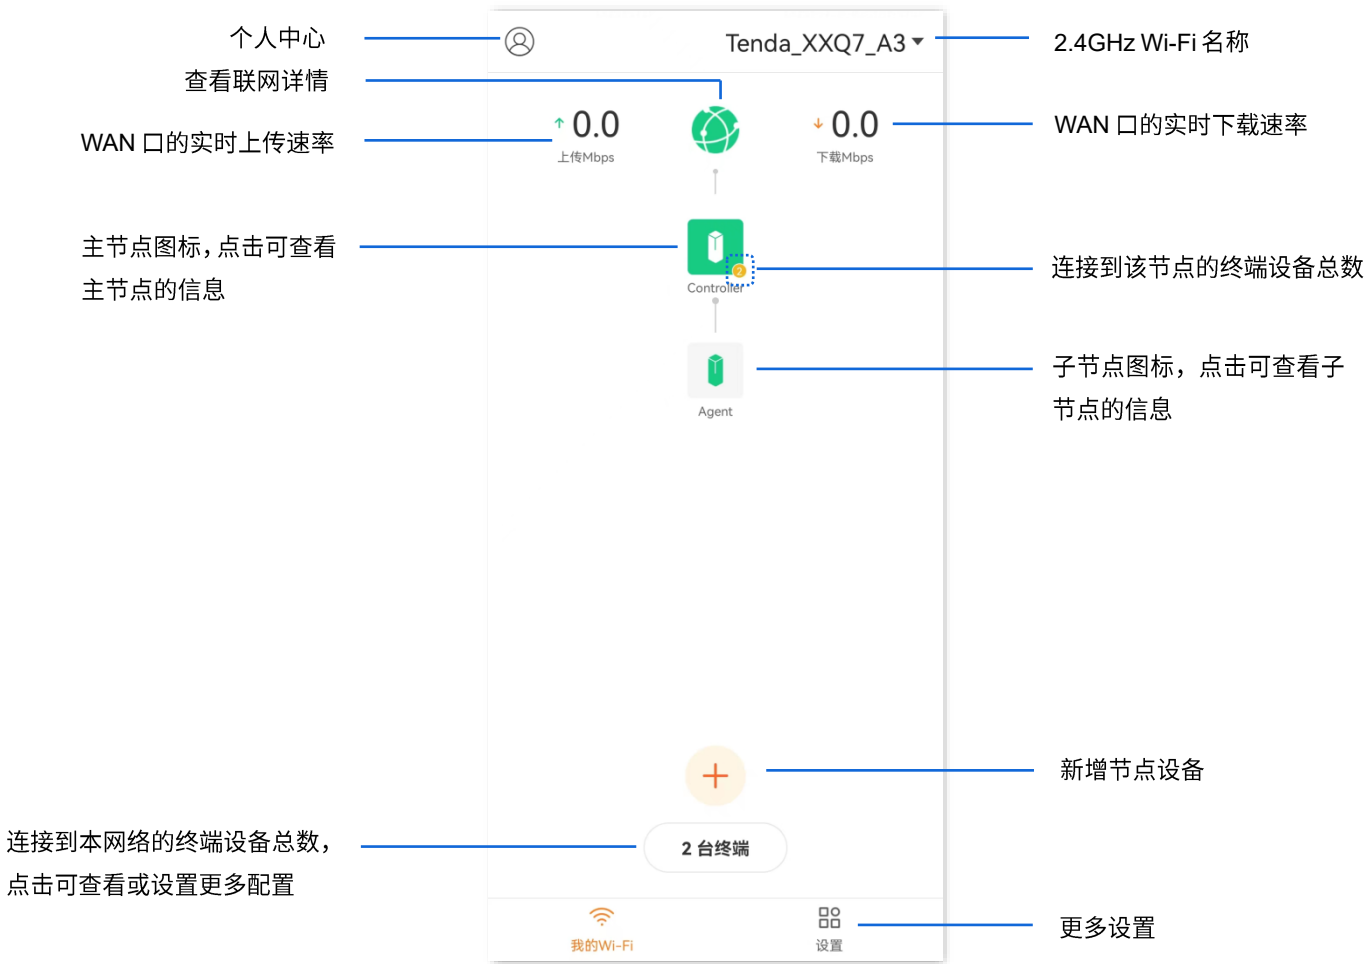 个人中心
Tenda_XXQ7_A3
2.4GHz Wi-Fi 名称
查看联网详情
WAN 口的实时上传速率
0.0
上传Mbps
0.0
下载Mbps
WAN 口的实时下载速率
主节点图标，点击可查看
主节点的信息
2
Controller
连接到该节点的终端设备总数
子节点图标，点击可查看子
节点的信息
Agent
新增节点设备
连接到本网络的终端设备总数，
点击可查看或设置更多配置
2 台终端
我的Wi-Fi
设置
更多设置